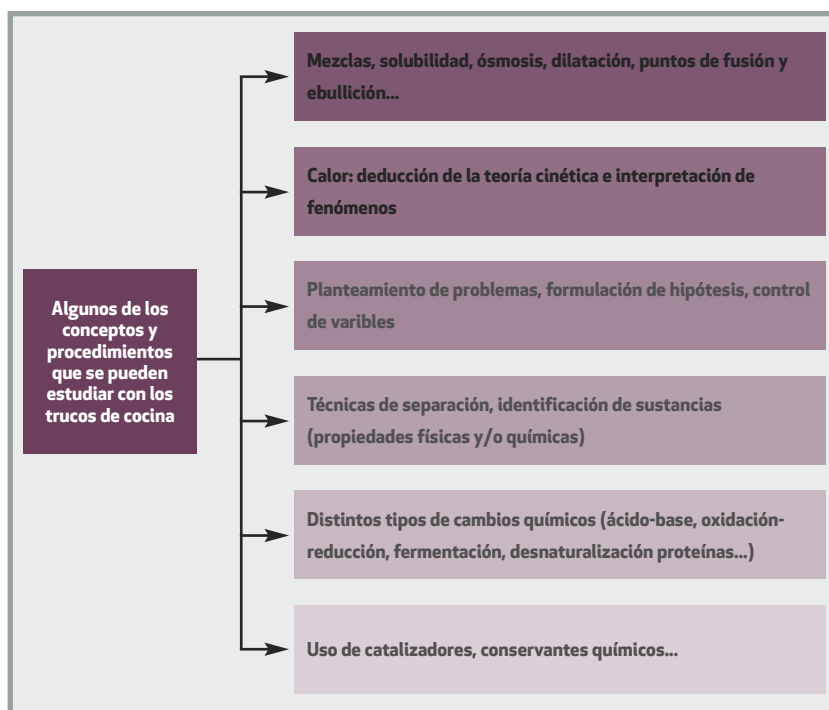 Mezclas, solubilidad, ósmosis, dilatación, puntos de fusión y
ebullición...
Calor: deducción de la teoría cinética e interpretación de
fenómenos
Algunos de los
conceptos y
procedimientos
que se pueden
estudiar con los
trucos de cocina
Planteamiento de problemas, formulación de hipótesis, control
de varibles
Técnicas de separación, identificación de sustancias
(propiedades físicas y/o químicas)
Distintos tipos de cambios químicos (ácido-base, oxidación-
reducción, fermentación, desnaturalización proteínas...)
Uso de catalizadores, conservantes químicos...